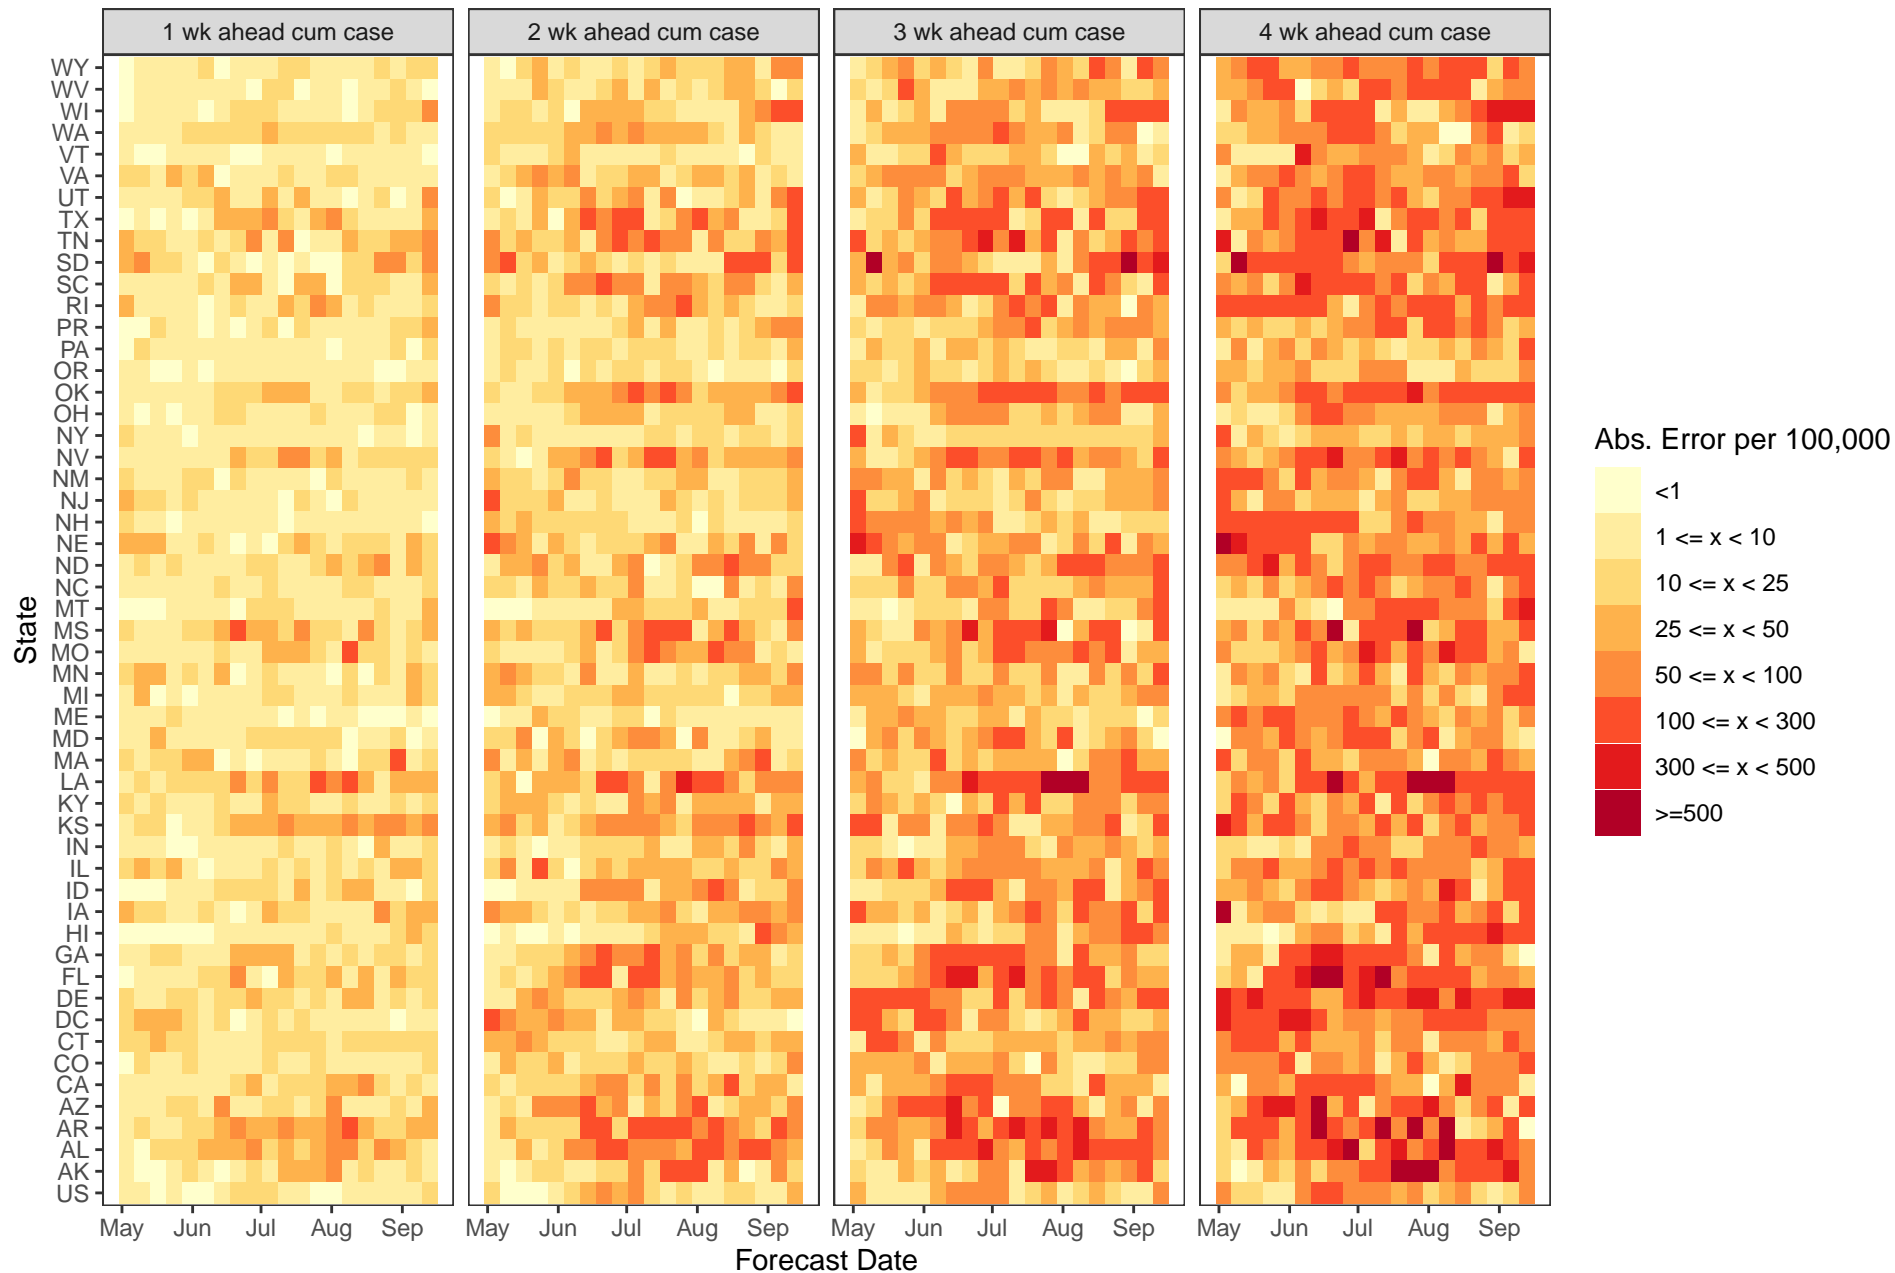 1 wk ahead cum case
2 wk ahead cum case
3 wk ahead cum case
4 wk ahead cum case
State
WY
WV
WI
WA
VT
VA
UT
TX
TN
SD
SC
RI
PR
PA
OR
OK
OH
NY
NV
NM
NJ
NH
NE
ND
NC
MT
MS
MO
MN
MI
ME
MD
MA
LA
KY
KS
IN
IL
ID
IA
HI
GA
FL
DE
DC
CT
CO
CA
AZ
AR
AL
AK
US
May Jun Jul Aug Sep
May Jun Jul Aug Sep
May Jun Jul Aug Sep
May Jun Jul Aug Sep
Forecast Date
Abs. Error per 100,000
<1
1 <= x < 10
10 <= x < 25
25 <= x < 50
50 <= x < 100
100 <= x < 300
300 <= x < 500
>=500